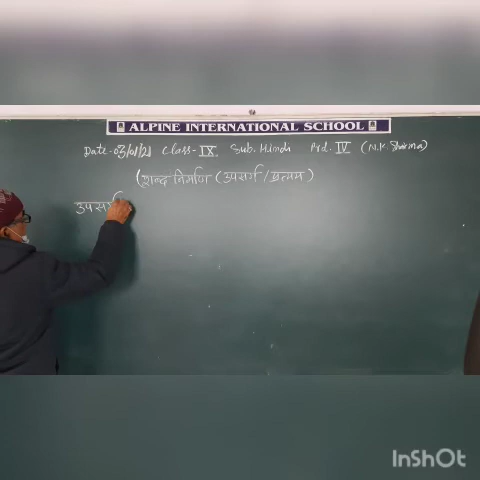 ALPINE INTERNATIONAL SCHOOL
Date-03/01/21 Class-IX Sub. Hindi Prd. IV (N.K. Sharma)
(शब्द निर्माण (उपसर्ग / प्रत्यय)
उपसर्ग
InShOt